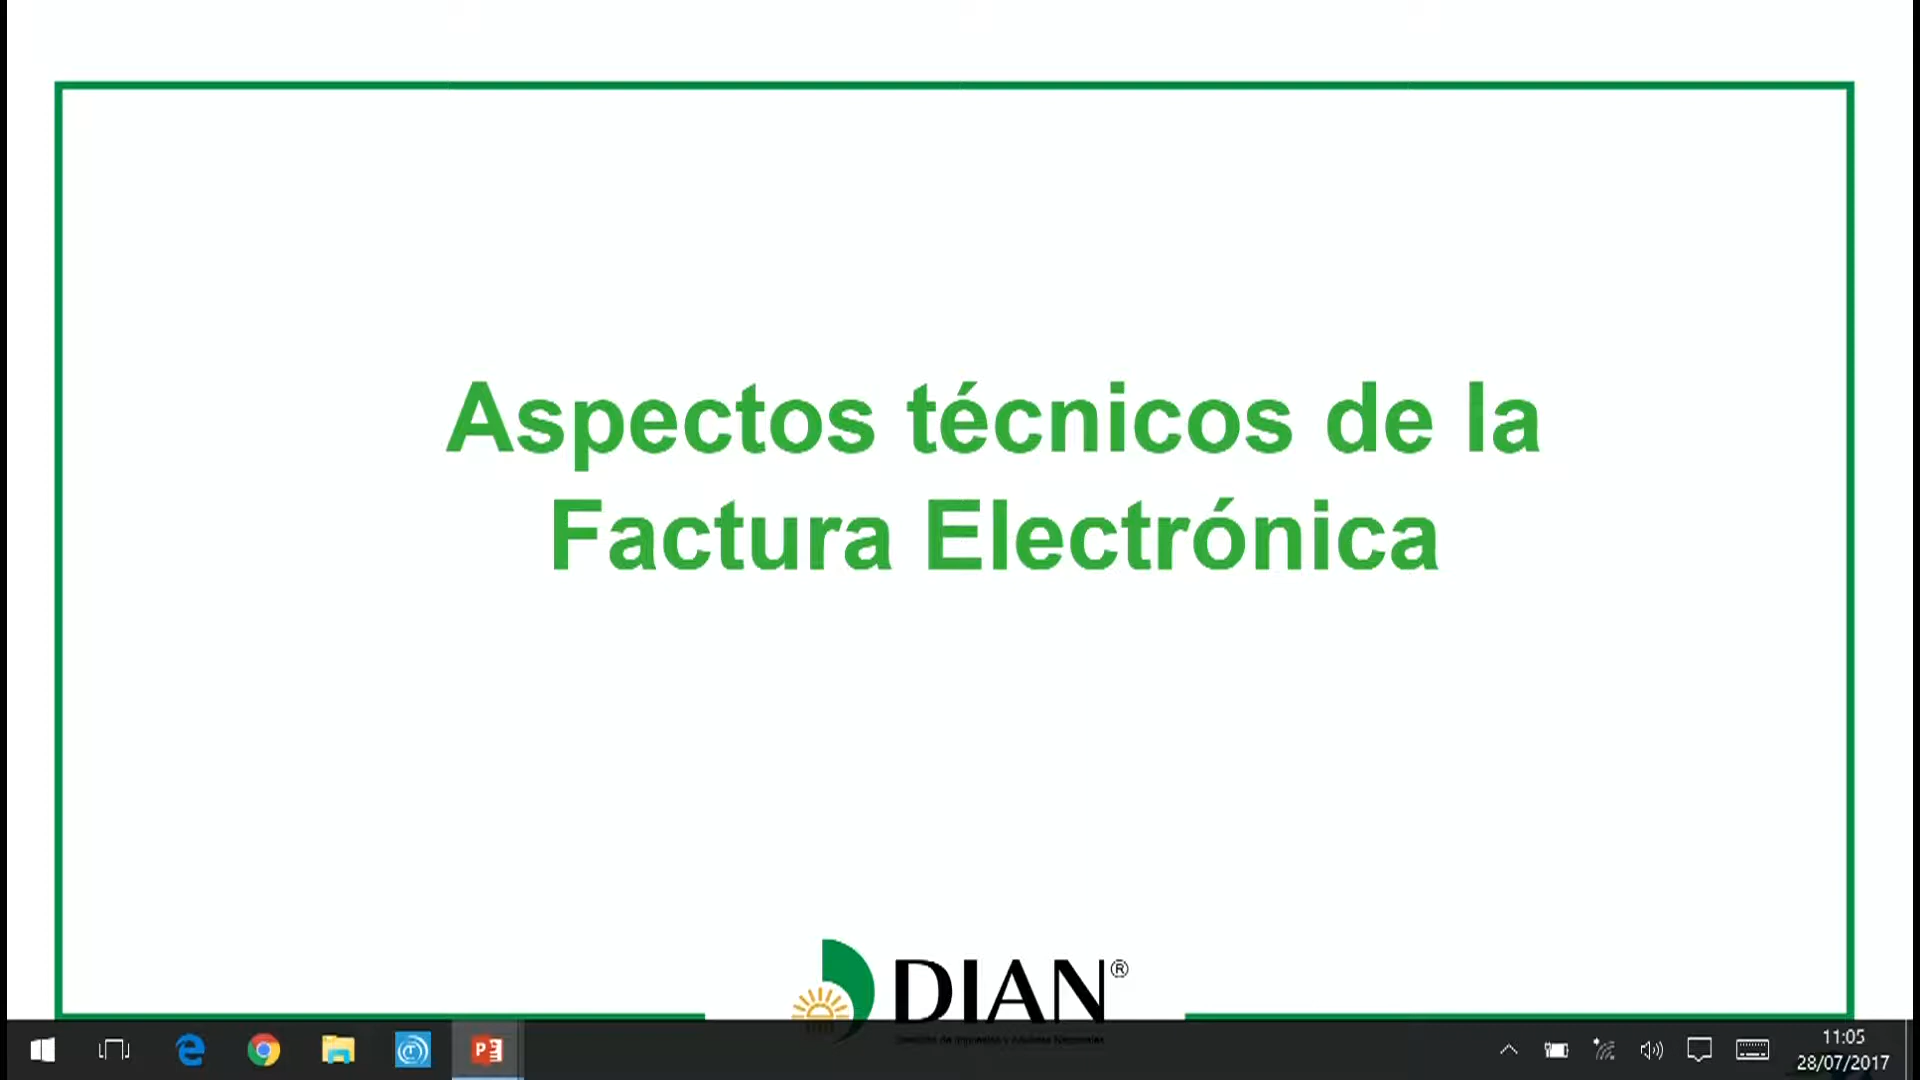 Aspectos técnicos de la
Factura Electrónica
DIAN®
11:05
28/07/2017